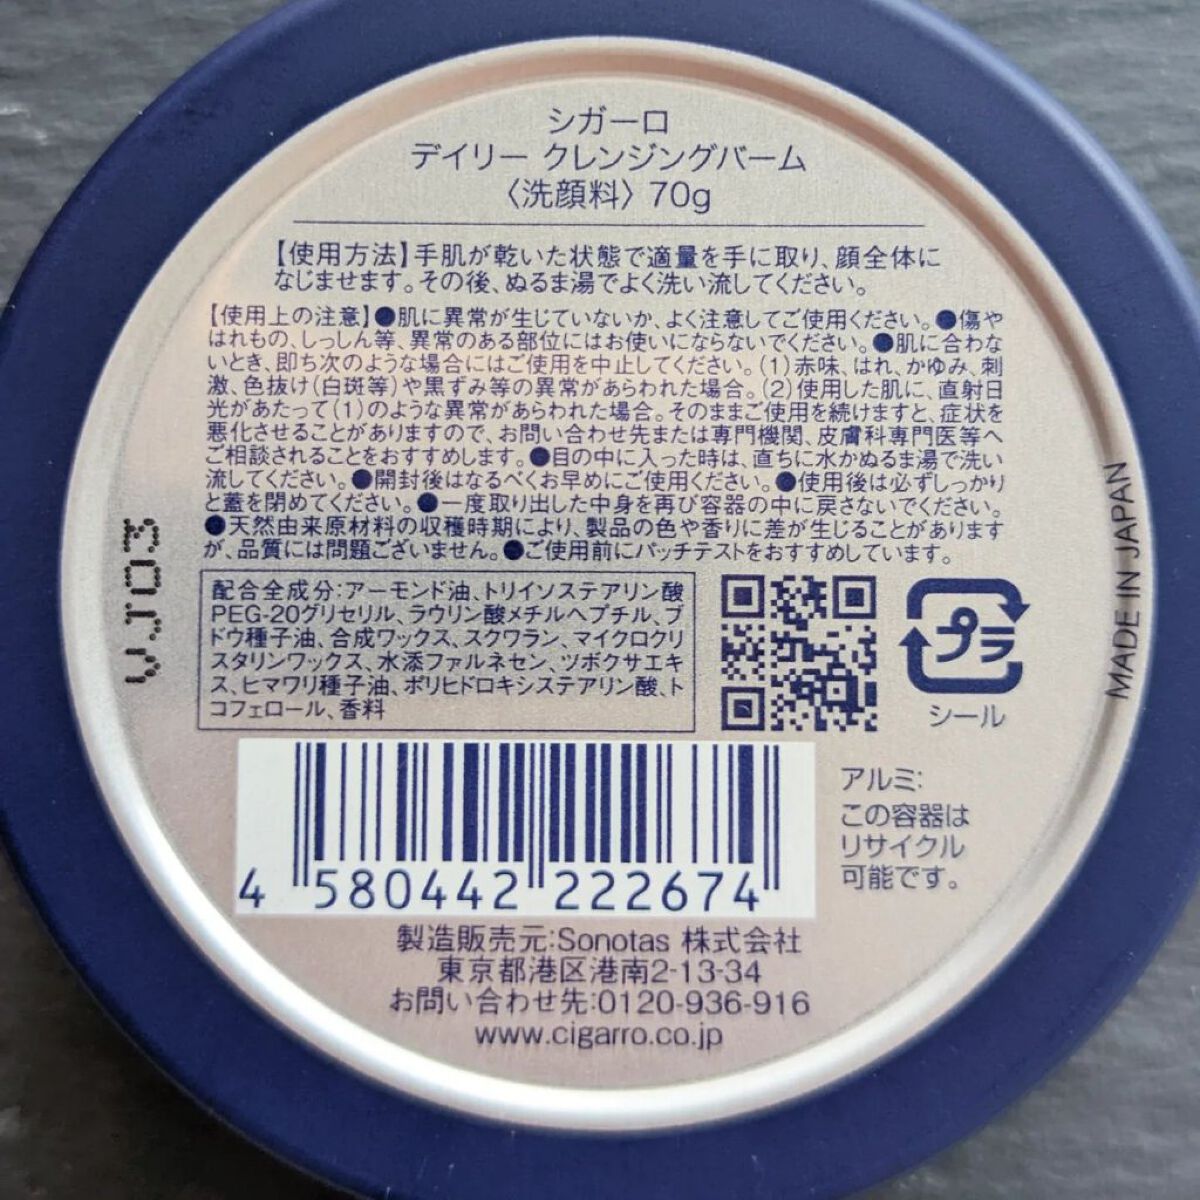 シガーロ
デイリー クレンジングバーム
〈洗顔料〉70g
【使用方法】手肌が乾いた状態で適量を手に取り、顔全体に
なじませます。その後、ぬるま湯でよく洗い流してください。
【使用上の注意】●肌に異常が生じていないか、よく注意してご使用ください。●傷や
はれもの、しっしん等、異常のある部位にはお使いにならないでください。●肌に合わな
いとき、即ち次のような場合にはご使用を中止してください。(1)赤味、はれ、かゆみ、刺
激、色抜け(白斑等)や黒ずみ等の異常があらわれた場合。(2)使用した肌に、直射日
光があたって(1)のような異常があらわれた場合。そのままご使用を続けますと、症状を
悪化させることがありますので、お問い合わせ先または専門機関、皮膚科専門医等へ
ご相談されることをおすすめします。●目の中に入った時は、直ちに水かぬるま湯で洗い
流してください。●開封後はなるべくお早めにご使用ください。●使用後は必ずしっかり
と蓋を閉めてください。●一度取り出した中身を再び容器の中に戻さないでください。
●天然由来原材料の収穫時期により、製品の色や香りに差が生じることがあります
が、品質には問題ございません。●ご使用前にパッチテストをおすすめしています。
配合全成分:アーモンド油、トリイソステアリン酸
PEG-20グリセリル、ラウリン酸メチルヘプチル、ブ
ドウ種子油、合成ワックス、スクワラン、マイクロクリ
スタリンワックス、水添ファルネセン、ツボクサエキ
ス、ヒマワリ種子油、ポリヒドロキシステアリン酸、ト
コフェロール、香料
プラ
シール
MADE IN JAPAN
アルミ:
この容器は
リサイクル
可能です。
4 580442 222674
製造販売元:Sonotas 株式会社
東京都港区港南2-13-34
お問い合わせ先:0120-936-916
www.cigarro.co.jp